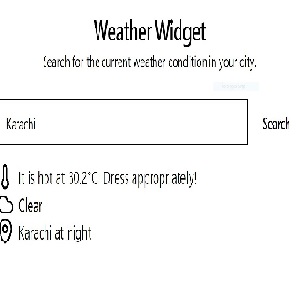 Weather Widget
Search for the current weather condition in your city.
Karachi
Search
It is hot at 30.2°C. Dress appropriately!
Clear
Karachi at night